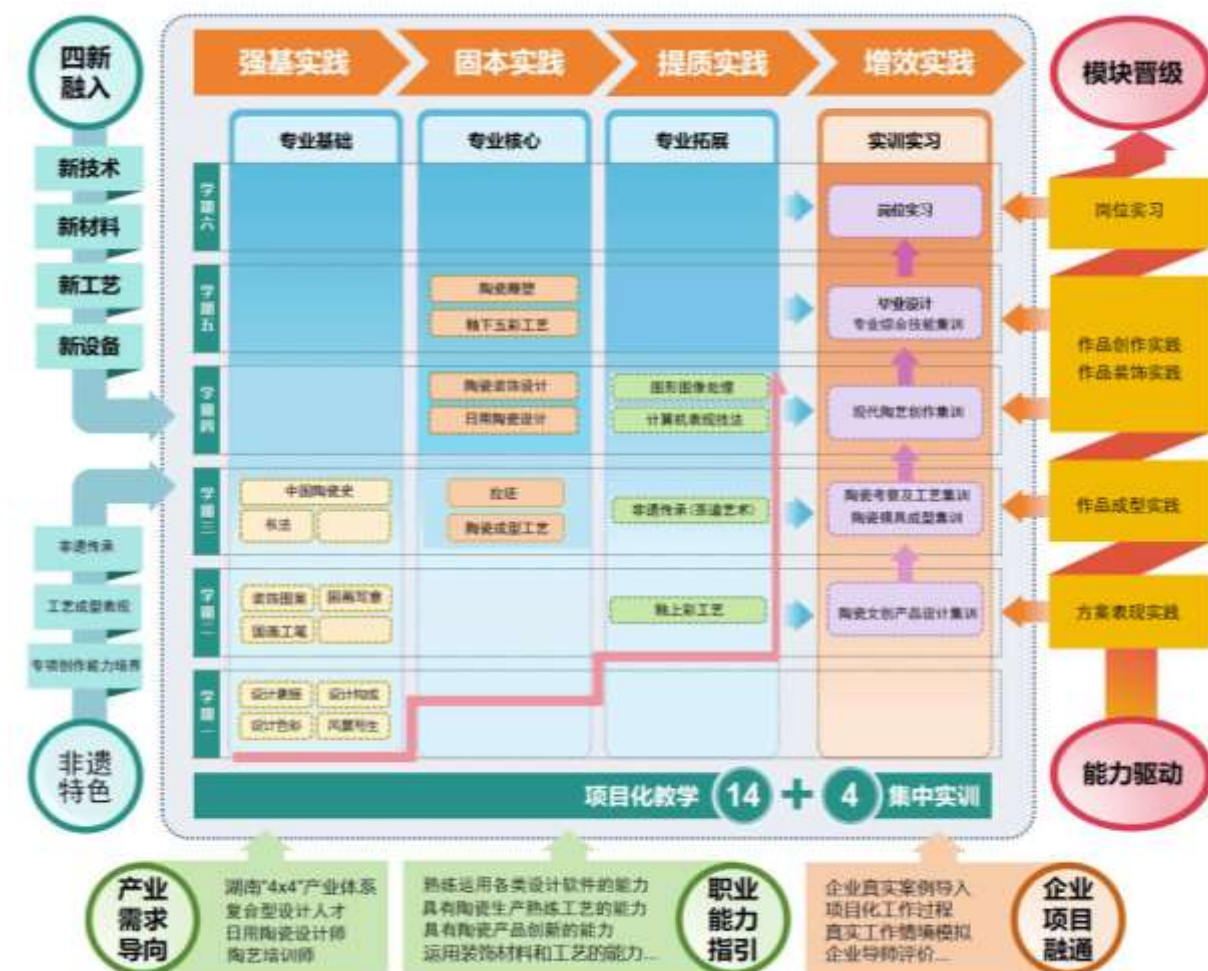 四新
融入
新技术
新材料
新工艺
新设备
非遗传承
工艺成型表现
专项创作能力培养
非遗
特色
强基实践
固本实践
提质实践
增效实践
专业基础
专业核心
专业拓展
实训实习
学期六
岗位实习
学期五
陶瓷雕塑
釉下五彩工艺
毕业设计
专业综合技能集训
学期四
陶瓷装饰设计
日用陶瓷设计
图形图像处理
计算机表现技法
现代陶艺创作集训
学期三
中国陶瓷史
书法
拉坯
陶瓷成型工艺
非遗传承(茶道艺术)
陶瓷考察及工艺集训
陶瓷模具成型集训
学期二
装饰图案
国画写意
国画工笔
釉上彩工艺
陶瓷文创产品设计集训
学期一
设计素描
设计构成
设计色彩
风景写生
项目化教学 14 + 4 集中实训
模块晋级
岗位实习
作品创作实践
作品装饰实践
作品成型实践
方案表现实践
能力驱动
产业
需求
导向
湖南"4x4"产业体系
复合型设计人才
日用陶瓷设计师
陶艺培训师
熟练运用各类设计软件的能力
具有陶瓷生产熟练工艺的能力
具有陶瓷产品创新的能力
运用装饰材料和工艺的能力...
职业
能力
指引
企业真实案例导入
项目化工作过程
真实工作情境模拟
企业导师评价...
企业
项目
融通